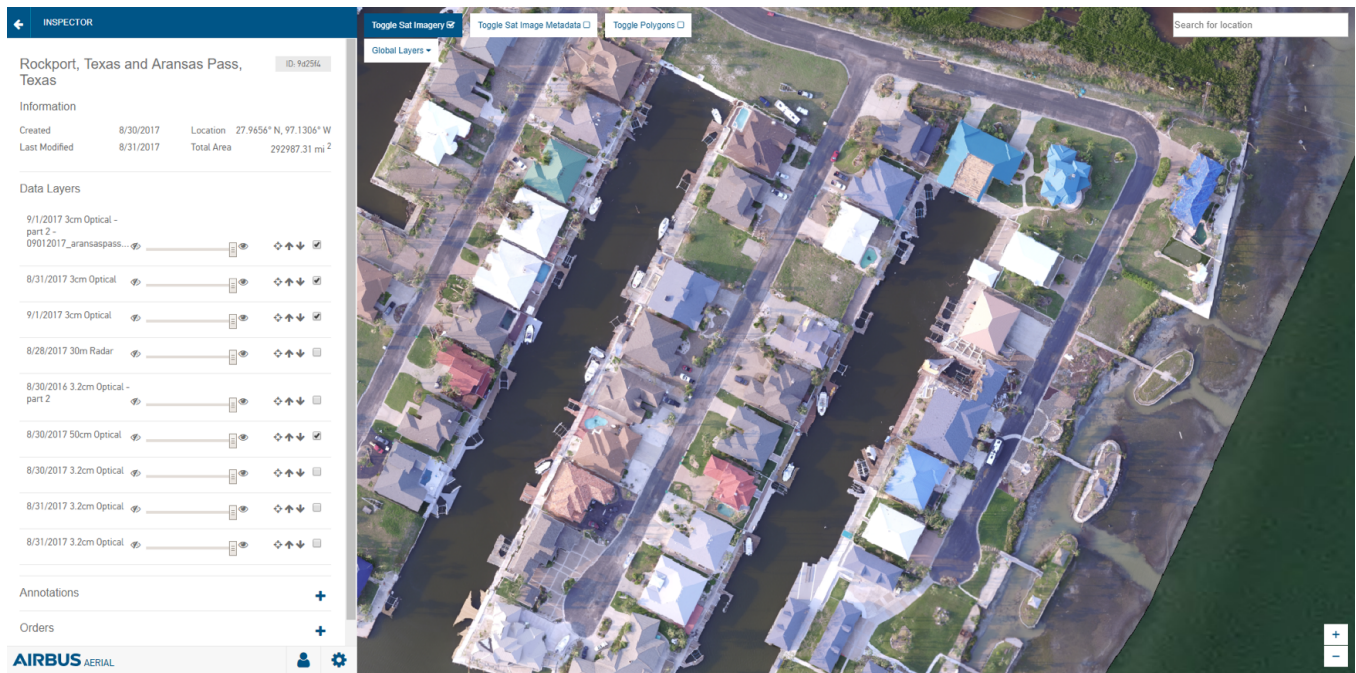 INSPECTOR
Rockport, Texas and Aransas Pass,
Texas
ID: 9d25f4
Information
Created 8/30/2017 Location 27.9656° N, 97.1306° W
Last Modified 8/31/2017 Total Area 292987.31 mi 2
Data Layers
9/1/2017 3cm Optical -
part 2 -
09012017_aransaspass...
8/31/2017 3cm Optical
9/1/2017 3cm Optical
8/28/2017 30m Radar
8/30/2016 3.2cm Optical -
part 2
8/30/2017 50cm Optical
8/30/2017 3.2cm Optical
8/31/2017 3.2cm Optical
8/31/2017 3.2cm Optical
Annotations +
Orders +
AIRBUS AERIAL
Toggle Sat Imagery Toggle Sat Image Metadata Toggle Polygons
Global Layers
Search for location
+
−